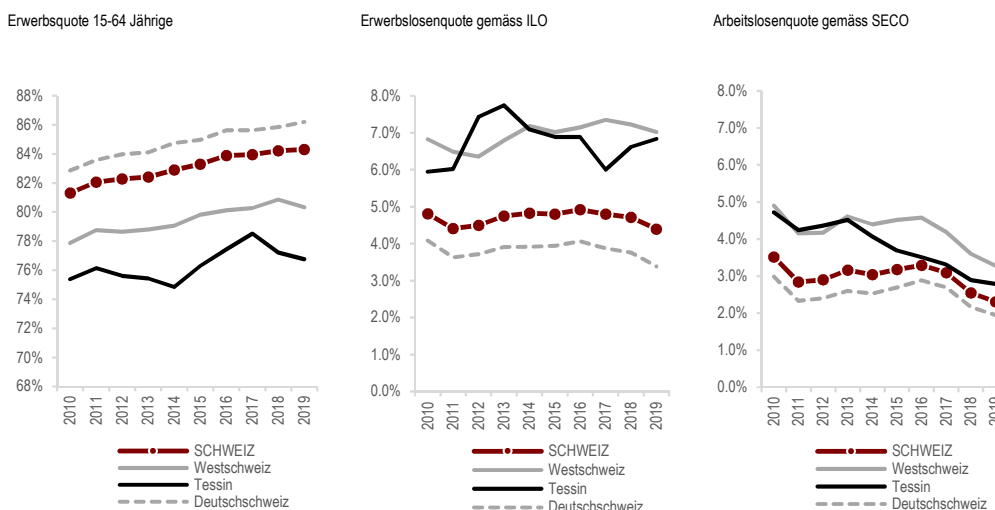 Erwerbsquote 15-64 Jährige
88%
86%
84%
82%
80%
78%
76%
74%
72%
70%
68%
2010 2011 2012 2013 2014 2015 2016 2017 2018 2019
SCHWEIZ
Westschweiz
Tessin
Deutschschweiz
Erwerbslosenquote gemäss ILO
8.0%
7.0%
6.0%
5.0%
4.0%
3.0%
2.0%
1.0%
0.0%
2010 2011 2012 2013 2014 2015 2016 2017 2018 2019
SCHWEIZ
Westschweiz
Tessin
Deutschschweiz
Arbeitslosenquote gemäss SECO
8.0%
7.0%
6.0%
5.0%
4.0%
3.0%
2.0%
1.0%
0.0%
2010 2011 2012 2013 2014 2015 2016 2017 2018 2019
SCHWEIZ
Westschweiz
Tessin
Deutschschweiz